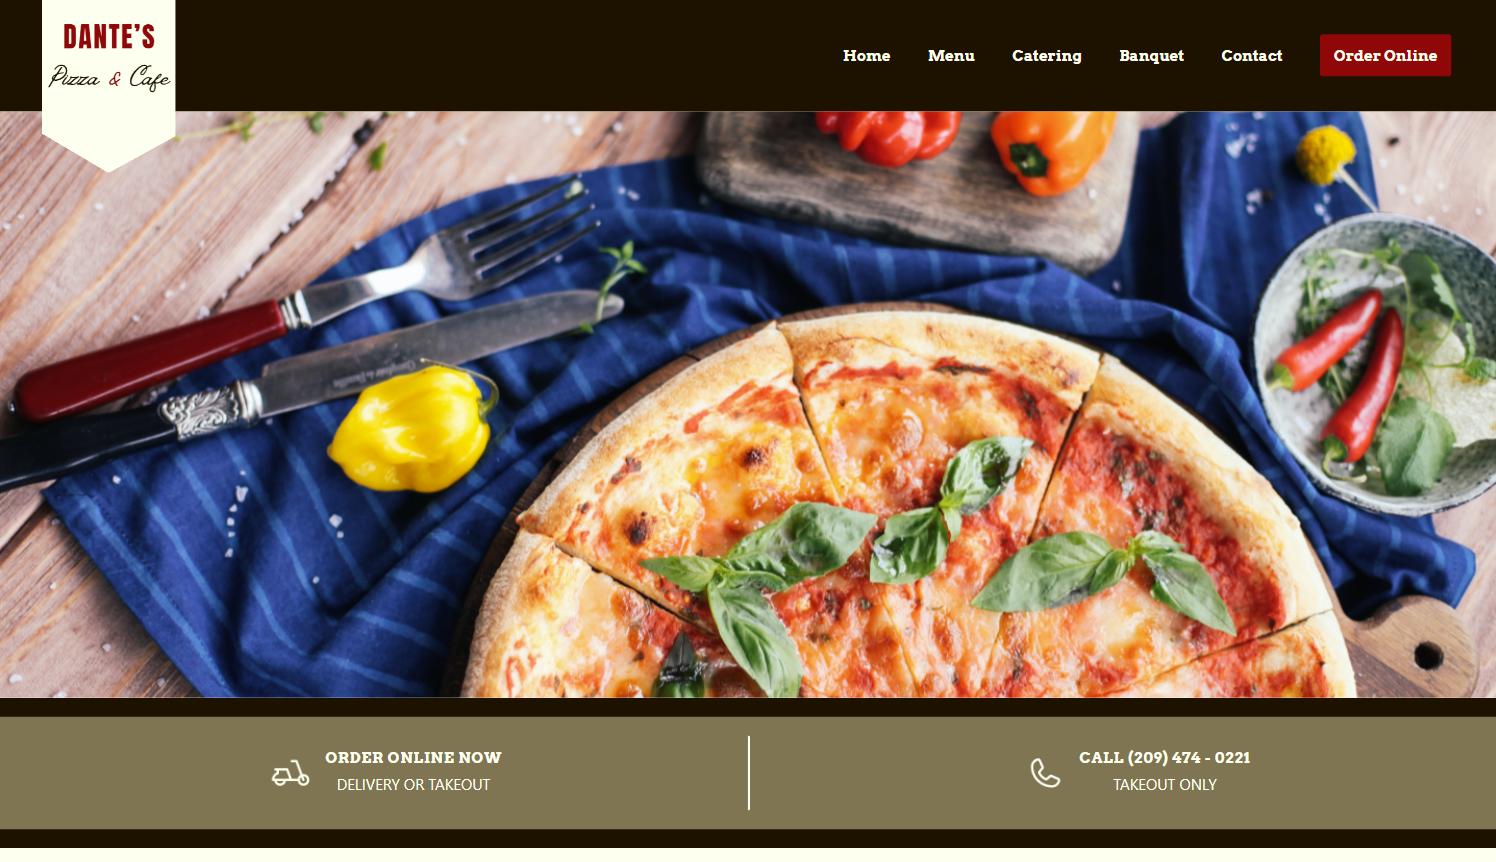 DANTE'S
Pizza & Cafe
Home Menu Catering Banquet Contact Order Online
ORDER ONLINE NOW
DELIVERY OR TAKEOUT
CALL (209) 474 - 0221
TAKEOUT ONLY